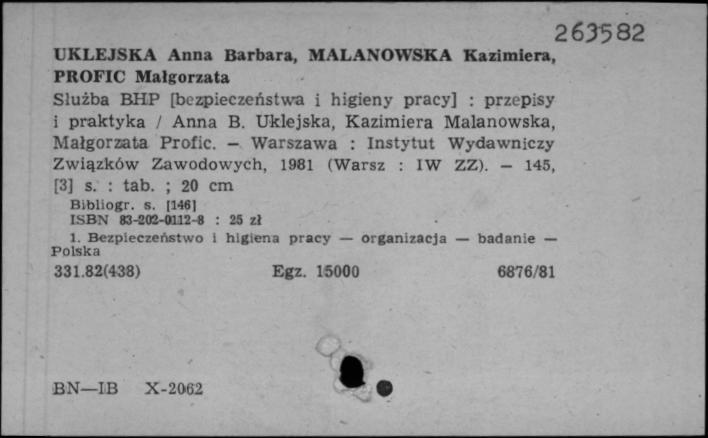 263582
UKLEJSKA Anna Barbara, MALANOWSKA Kazimiera,
PROFIC Małgorzata
Służba BHP [bezpieczeństwa i higieny pracy] : przepisy
i praktyka / Anna B. Uklejska, Kazimiera Malanowska,
Małgorzata Profic. — Warszawa : Instytut Wydawniczy
Związków Zawodowych, 1981 (Warsz : IW ZZ). — 145,
[3] s. : tab. ; 20 cm
Bibliogr. s. [146]
ISBN 83-202-0112-8 : 25 zł
1. Bezpieczeństwo i higiena pracy — organizacja — badanie —
Polska
331.82(438) Egz. 15000 6876/81
BN—IB X-2062